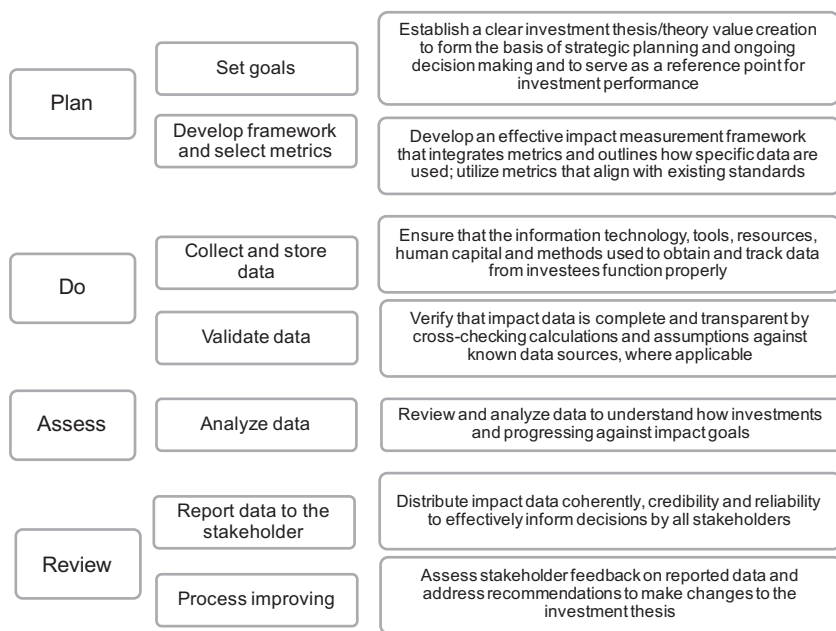 Plan
Set goals
Establish a clear investment thesis/theory value creation
to form the basis of strategic planning and ongoing
decision making and to serve as a reference point for
investment performance
Develop framework
and select metrics
Develop an effective impact measurement framework
that integrates metrics and outlines how specific data are
used; utilize metrics that align with existing standards
Do
Collect and store
data
Ensure that the information technology, tools, resources,
human capital and methods used to obtain and track data
from investees function properly
Validate data
Verify that impact data is complete and transparent by
cross-checking calculations and assumptions against
known data sources, where applicable
Assess
Analyze data
Review and analyze data to understand how investments
and progressing against impact goals
Review
Report data to the
stakeholder
Distribute impact data coherently, credibility and reliability
to effectively inform decisions by all stakeholders
Process improving
Assess stakeholder feedback on reported data and
address recommendations to make changes to the
investment thesis